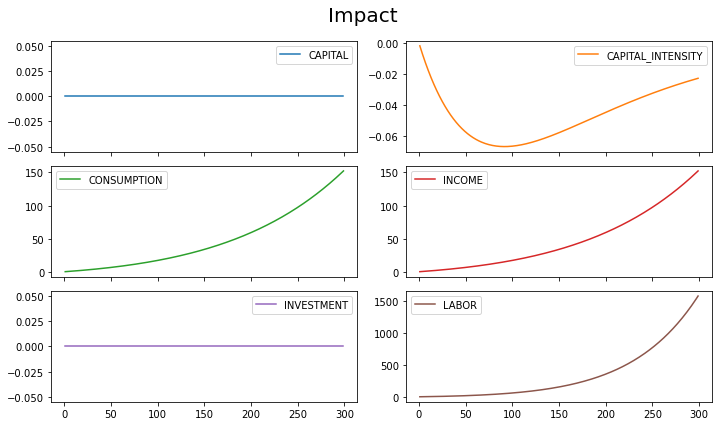 Impact
0.050
0.025
0.000
−0.025
−0.050
CAPITAL
0.00
−0.02
−0.04
−0.06
CAPITAL_INTENSITY
150
100
50
0
CONSUMPTION
150
100
50
0
INCOME
0.050
0.025
0.000
−0.025
−0.050
INVESTMENT
0 50 100 150 200 250 300
1500
1000
500
0
LABOR
0 50 100 150 200 250 300